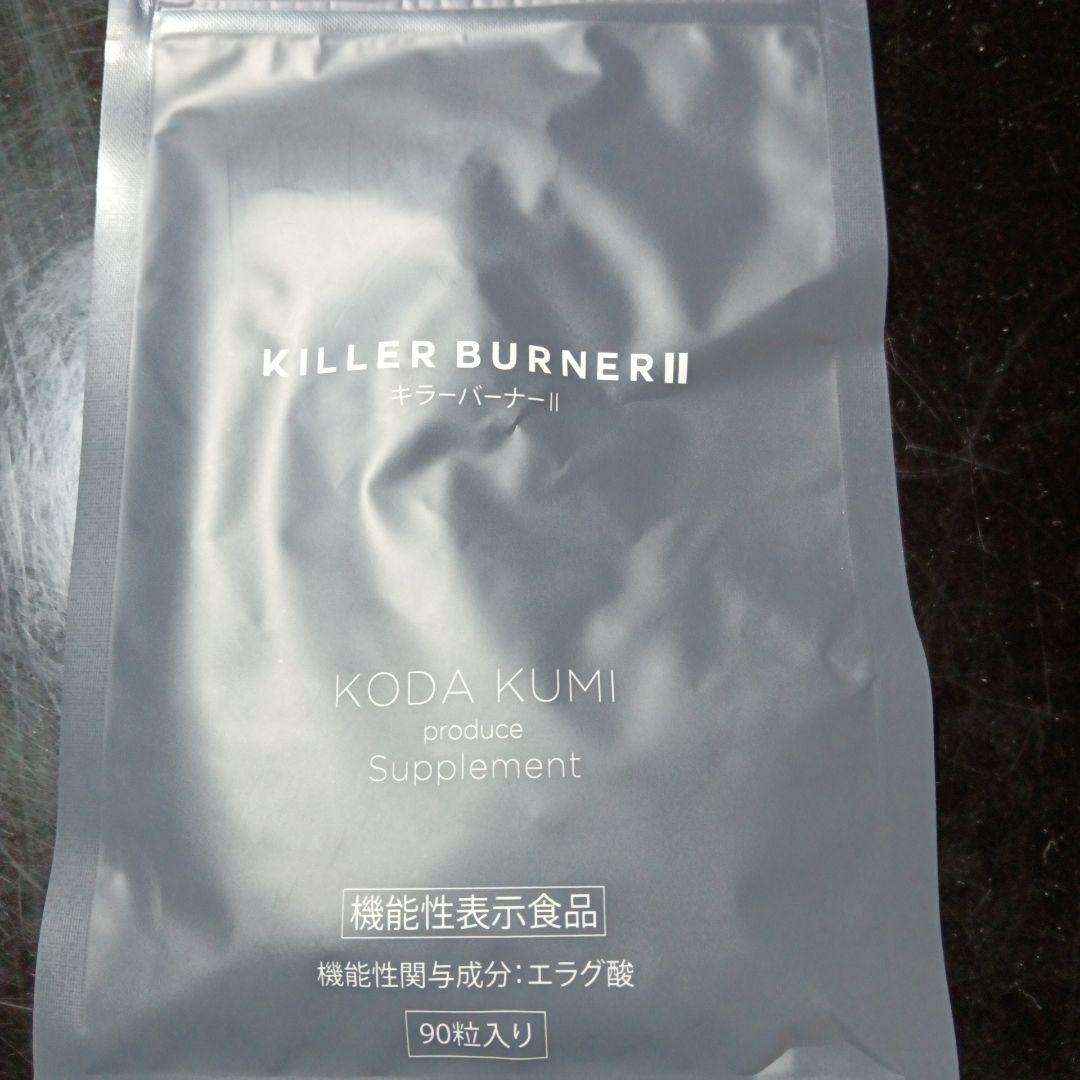 KILLER BURNERⅡ
キラーバーナーⅡ
KODA KUMI
produce
Supplement
機能性表示食品
機能性関与成分：エラグ酸
90粒入り